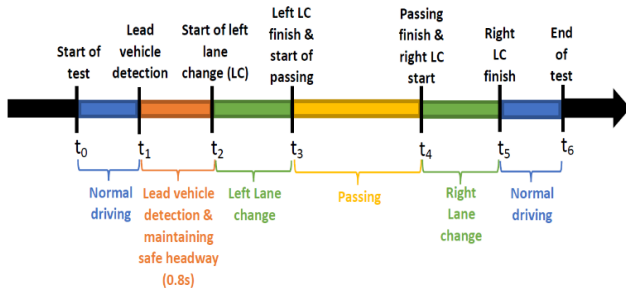 Start of
test
Lead
vehicle
detection
Start of left
lane
change (LC)
Left LC
finish &
start of
passing
Passing
finish &
right LC
start
Right
LC
finish
End
of
test
t0
t1
t2
t3
t4
t5
t6
Normal
driving
Lead vehicle
detection &
maintaining
safe headway
(0.8s)
Left Lane
change
Passing
Right
Lane
change
Normal
driving